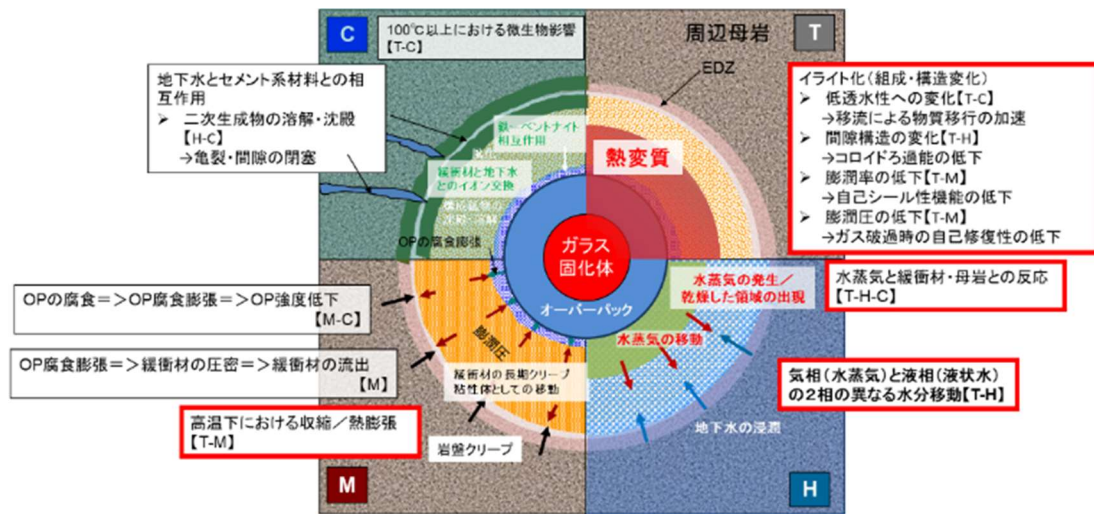 C
100℃以上における微生物影響
【T-C】
周辺母岩
T
EDZ
地下水とセメント系材料との相
互作用
➤ 二次生成物の溶解・沈殿
【H-C】
→亀裂・間隙の閉塞
鉄ーベントナイト
相互作用
緩衝材と地下水
とのイオン交換
沈殿・溶解
OPの腐食膨張
熱変質
イライト化(組成・構造変化)
➤ 低透水性への変化【T-C】
→移流による物質移行の加速
➤ 間隙構造の変化【T-H】
→コロイドろ過能の低下
➤ 膨潤率の低下【T-M】
→自己シール性機能の低下
➤ 膨潤圧の低下【T-M】
→ガス破過時の自己修復性の低下
ガラス
固化体
オーバーパック
水蒸気の発生/
乾燥した領域の出現
水蒸気の移動
水蒸気と緩衝材・母岩との反応
【T-H-C】
OPの腐食=>OP腐食膨張=>OP強度低下
【M-C】
OP腐食膨張=>緩衝材の圧密=>緩衝材の流出
【M】
膨潤圧
緩衝材の長期クリープ
粘性体としての移動
気相(水蒸気)と液相(液状水)
の2相の異なる水分移動【T-H】
高温下における収縮/熱膨張
【T-M】
岩盤クリープ
地下水の浸潤
M
H